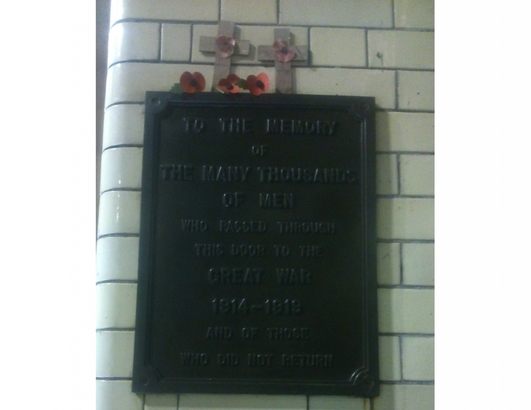 TO THE MEMORY
OF
THE MANY THOUSANDS
OF MEN
WHO PASSED THROUGH
THIS DOOR TO THE
GREAT WAR
1914-1919
AND OF THOSE
WHO DID NOT RETURN